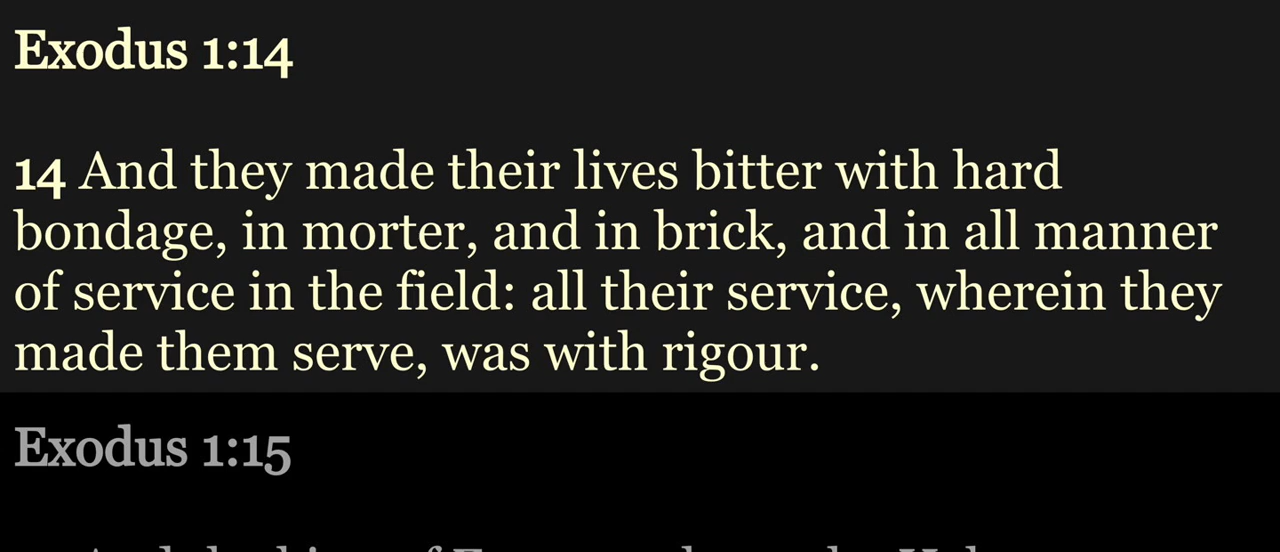 Exodus 1:14
14 And they made their lives bitter with hard
bondage, in morter, and in brick, and in all manner
of service in the field: all their service, wherein they
made them serve, was with rigour.
Exodus 1:15